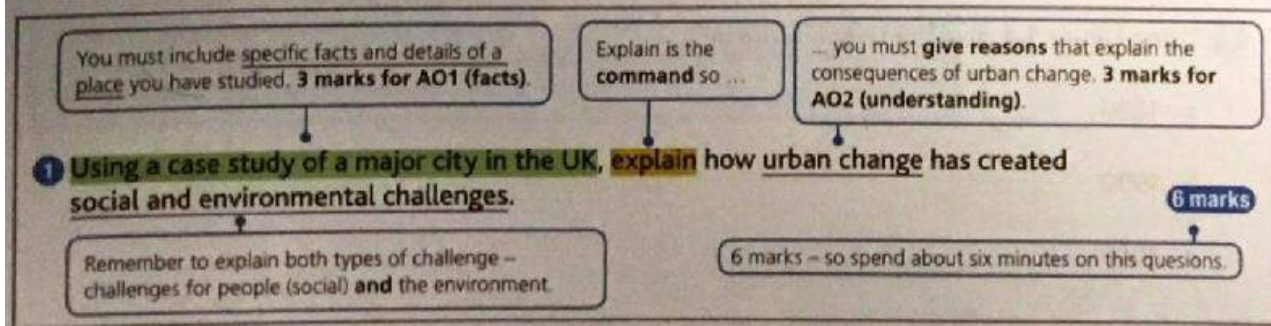 You must include specific facts and details of a
place you have studied. 3 marks for AO1 (facts).
Explain is the
command so ...
... you must give reasons that explain the
consequences of urban change. 3 marks for
AO2 (understanding).
1 Using a case study of a major city in the UK, explain how urban change has created
social and environmental challenges.
6 marks
Remember to explain both types of challenge –
challenges for people (social) and the environment.
6 marks – so spend about six minutes on this quesions.